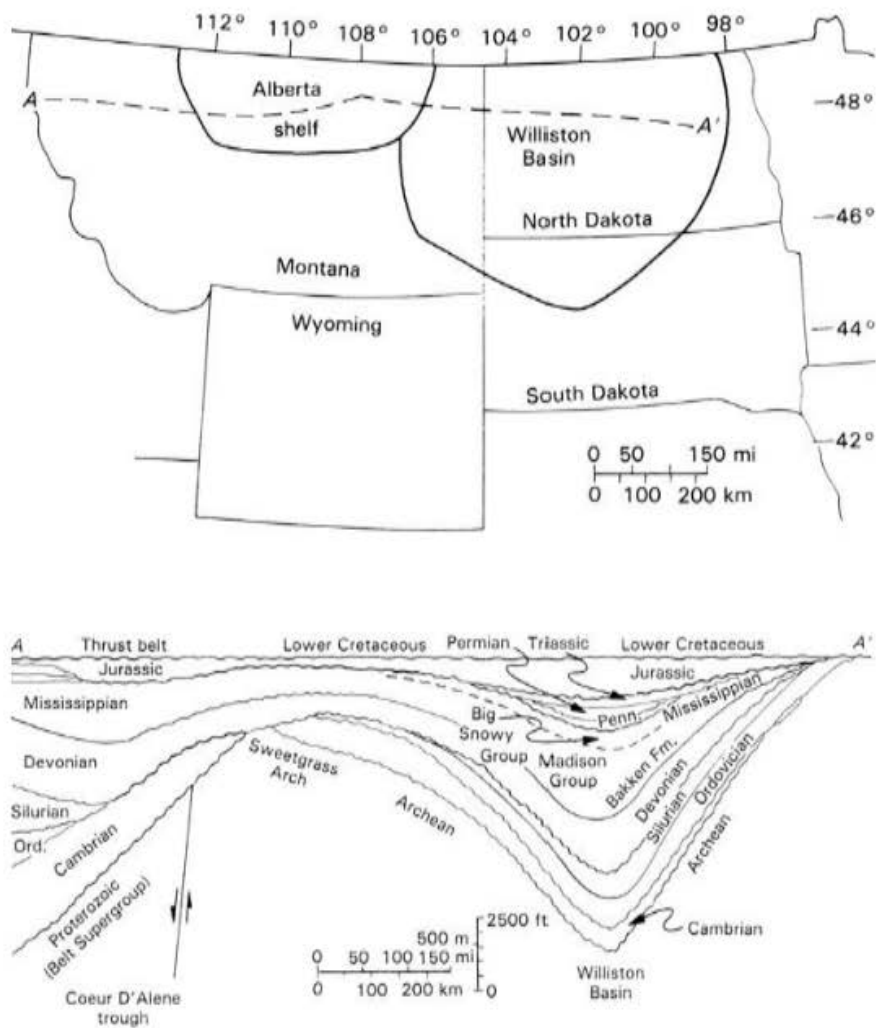 112° 110° 108° 106° 104° 102° 100° 98°
Alberta
shelf
A
A'
48°
Williston
Basin
North Dakota
46°
Montana
Wyoming
44°
South Dakota
42°
0 50 150 mi
0 100 200 km
A Thrust belt Lower Cretaceous Permian Triassic Lower Cretaceous A'
Jurassic Jurassic
Mississippian Penn. Mississippian
Big
Snowy
Group Madison
Group
Bakken Fm.
Devonian
Silurian
Ordovician
Archean
Devonian
Sweetgrass
Arch
Archean
Silurian
Ord.
Cambrian
Proterozoic
(Belt Supergroup)
Cambrian
2500 ft
500 m
0
0 50 100 150 mi
0 100 200 km
Coeur D'Alene
trough
Williston
Basin